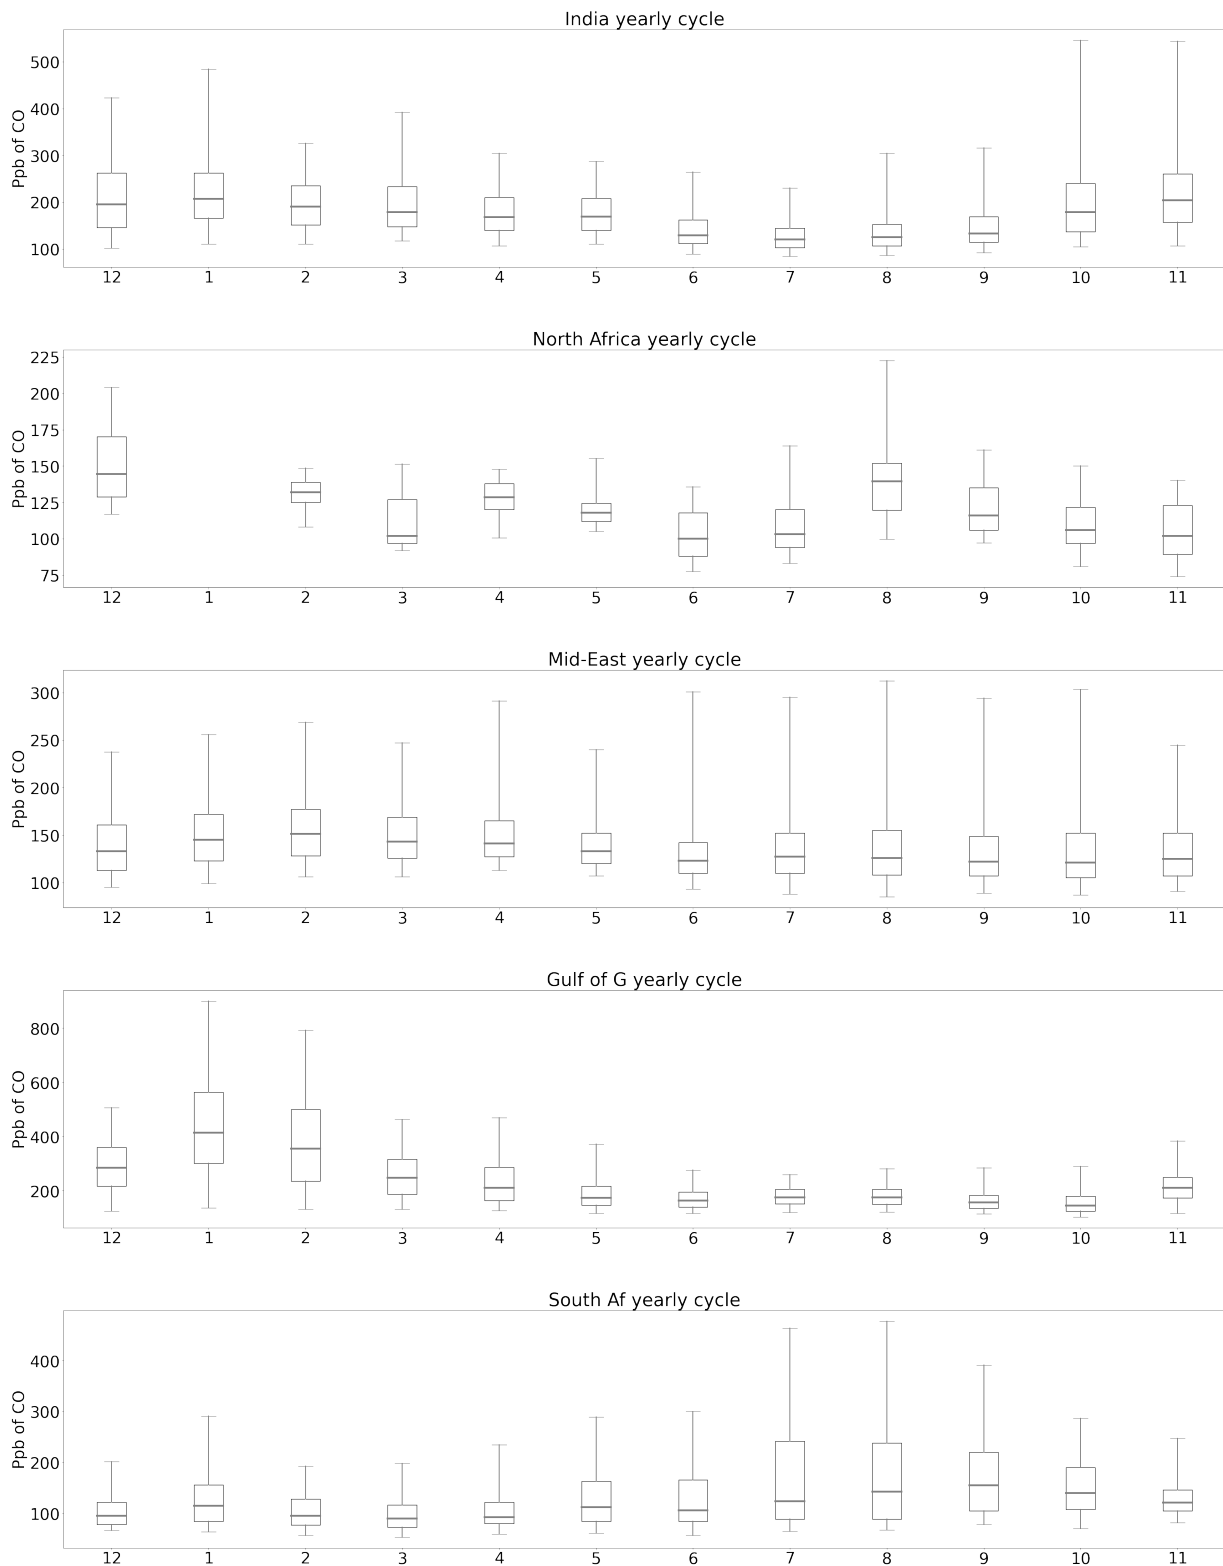 India yearly cycle
500
400
300
200
100
Ppb of CO
12 1 2 3 4 5 6 7 8 9 10 11
North Africa yearly cycle
225
200
175
150
125
100
75
Ppb of CO
12 1 2 3 4 5 6 7 8 9 10 11
Mid-East yearly cycle
300
250
200
150
100
Ppb of CO
12 1 2 3 4 5 6 7 8 9 10 11
Gulf of G yearly cycle
800
600
400
200
Ppb of CO
12 1 2 3 4 5 6 7 8 9 10 11
South Af yearly cycle
400
300
200
100
Ppb of CO
12 1 2 3 4 5 6 7 8 9 10 11